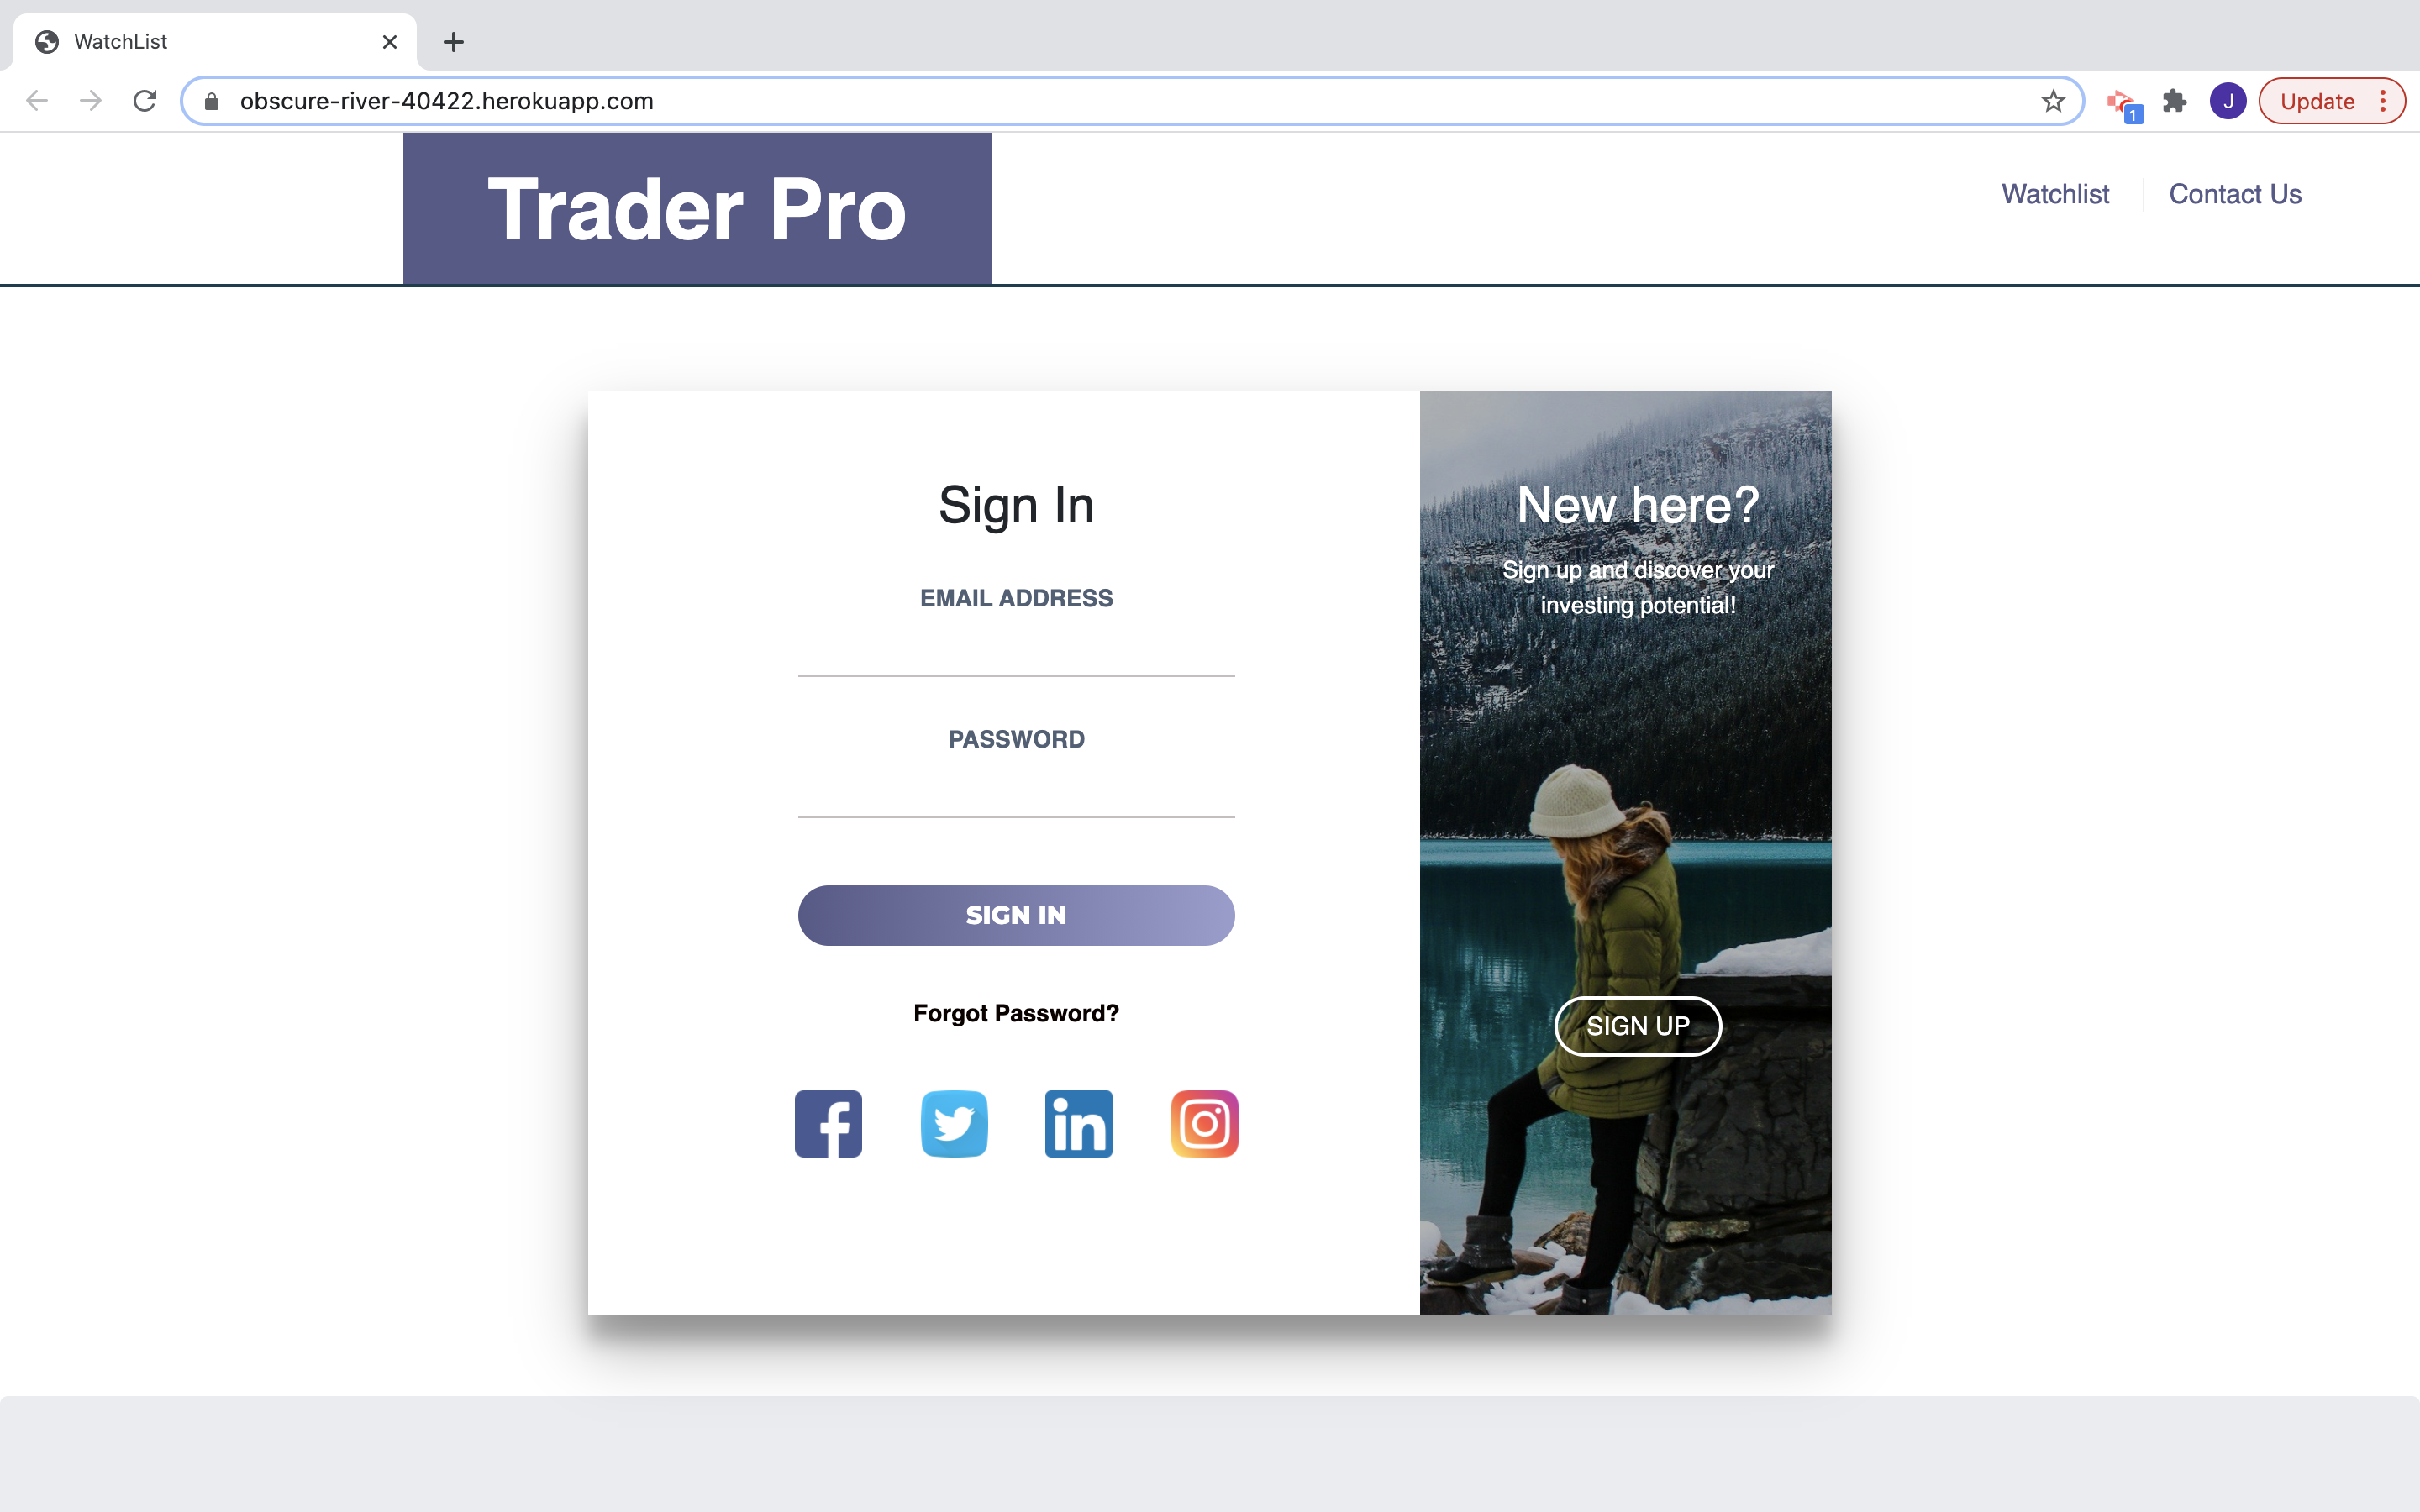 WatchList
obscure-river-40422.herokuapp.com
1
J
Update
Trader Pro
Watchlist
Contact Us
Sign In
EMAIL ADDRESS
PASSWORD
SIGN IN
Forgot Password?
f
in
New here?
Sign up and discover your
investing potential!
SIGN UP